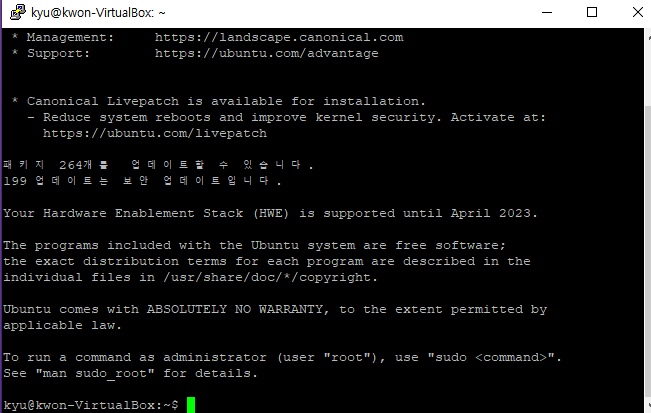 kyu@kwon-VirtualBox: ~
* Management:     https://landscape.canonical.com
* Support:        https://ubuntu.com/advantage
* Canonical Livepatch is available for installation.
- Reduce system reboots and improve kernel security. Activate at:
https://ubuntu.com/livepatch
패키지 264개를 업데이트할 수 있습니다.
199 업데이트는 보안 업데이트입니다.
Your Hardware Enablement Stack (HWE) is supported until April 2023.
The programs included with the Ubuntu system are free software;
the exact distribution terms for each program are described in the
individual files in /usr/share/doc/*/copyright.
Ubuntu comes with ABSOLUTELY NO WARRANTY, to the extent permitted by
applicable law.
To run a command as administrator (user "root"), use "sudo <command>".
See "man sudo_root" for details.
kyu@kwon-VirtualBox:~$